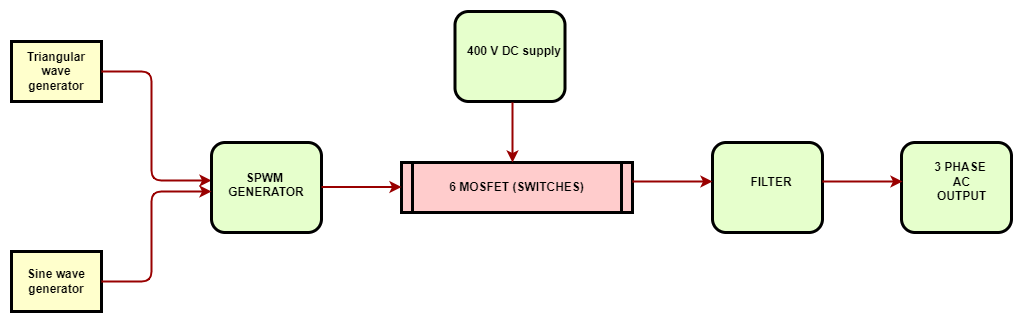 Triangular
wave
generator
400 V DC supply
SPWM
GENERATOR
6 MOSFET (SWITCHES)
FILTER
3 PHASE
AC
OUTPUT
Sine wave
generator